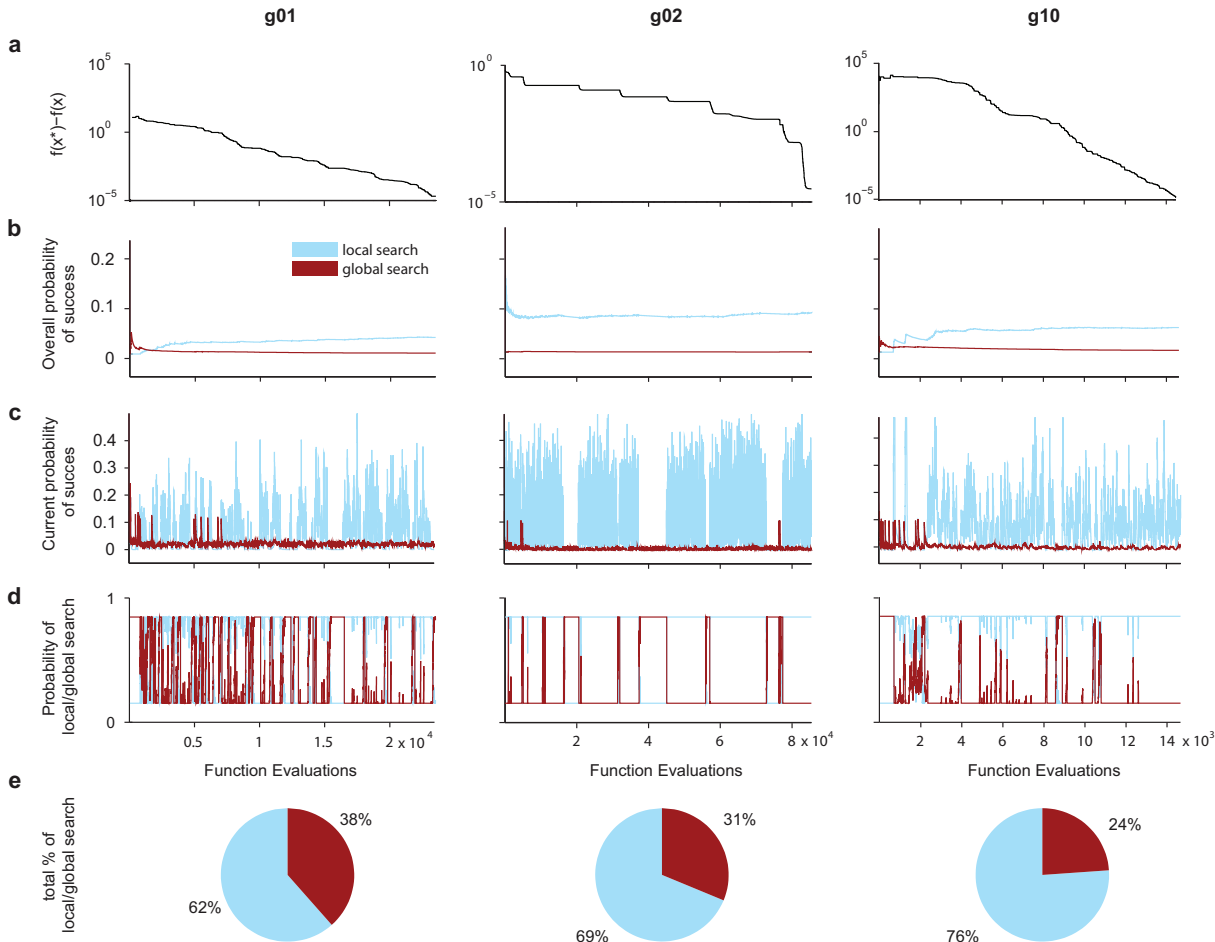 g01
g02
g10
a
f(x*)−f(x)
10^5
10^0
10^−5
10^0
10^−5
10^5
10^0
10^−5
b
Overall probability
of success
0.2
0.1
0
local search
global search
c
Current probability
of succes
0.4
0.3
0.2
0.1
0
d
Probability of
local/global search
1
0
0.5
1
1.5
2 x 10^4
2
4
6
8 x 10^4
2
4
6
8
10
12
14 x 10^3
Function Evaluations
Function Evaluations
Function Evaluations
e
total % of
local/global search
38%
62%
31%
69%
24%
76%